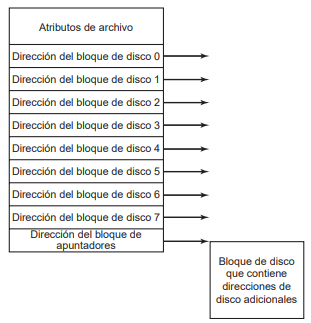 Atributos de archivo
Dirección del bloque de disco 0
Dirección del bloque de disco 1
Dirección del bloque de disco 2
Dirección del bloque de disco 3
Dirección del bloque de disco 4
Dirección del bloque de disco 5
Dirección del bloque de disco 6
Dirección del bloque de disco 7
Dirección del bloque de
apuntadores
Bloque de disco
que contiene
direcciones de
disco adicionales